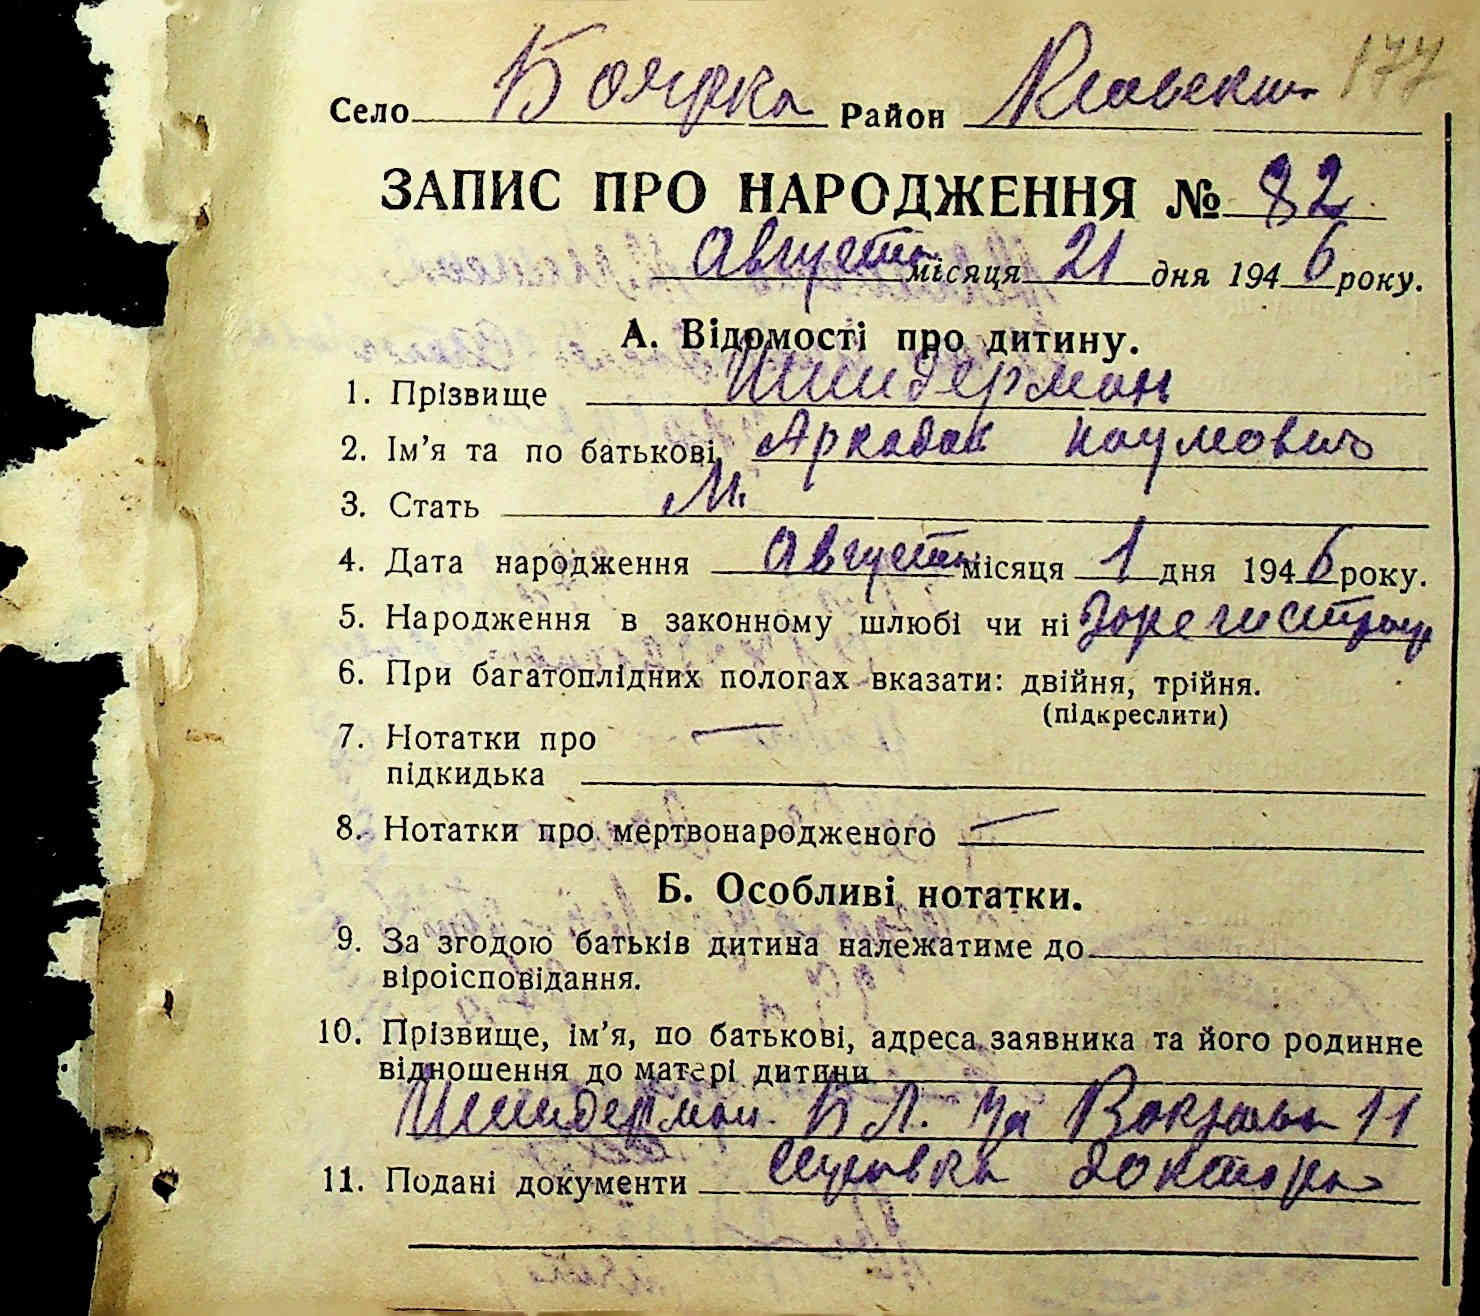 177
Село Боярка Район Киевский
ЗАПИС ПРО НАРОДЖЕННЯ № 82
Августа місяця 21 дня 1946 року.
А. Відомості про дитину.
1. Прізвище Шнидерман
2. Ім'я та по батькові Наумович
3. Стать М.
4. Дата народження Августа місяця 1 дня 1946 року.
5. Народження в законному шлюбі чи ні
6. При багатоплідних пологах вказати: двійня, трійня.
(підкреслити)
7. Нотатки про —
підкидька
8. Нотатки про мертвонародженого —
Б. Особливі нотатки.
9. За згодою батьків дитина належатиме до
віроісповідання.
10. Прізвище, ім'я, по батькові, адреса заявника та його родинне
відношення до матері дитини
Шнидерман 11
11. Подані документи справка доктора